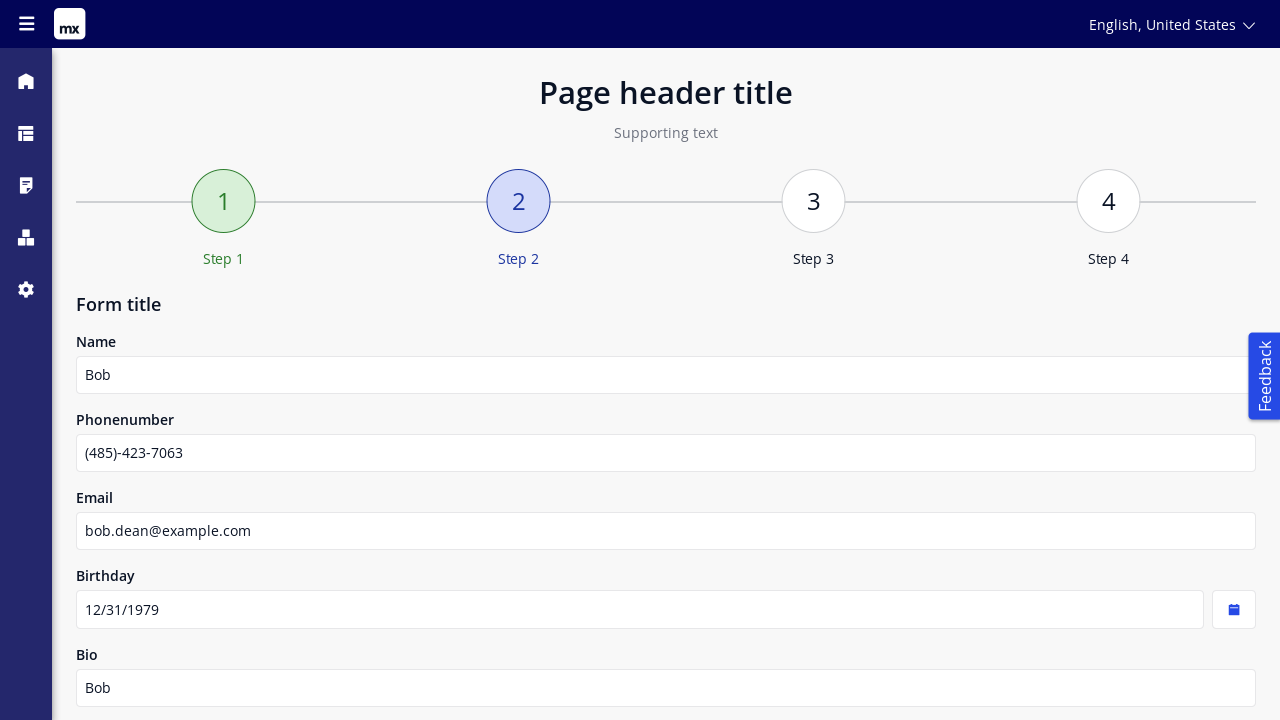 mx
English, United States
Page header title
Supporting text
1
2
3
4
Step 1
Step 2
Step 3
Step 4
Form title
Name
Bob
Phonenumber
(485)-423-7063
Email
bob.dean@example.com
Birthday
12/31/1979
Bio
Bob
Feedback